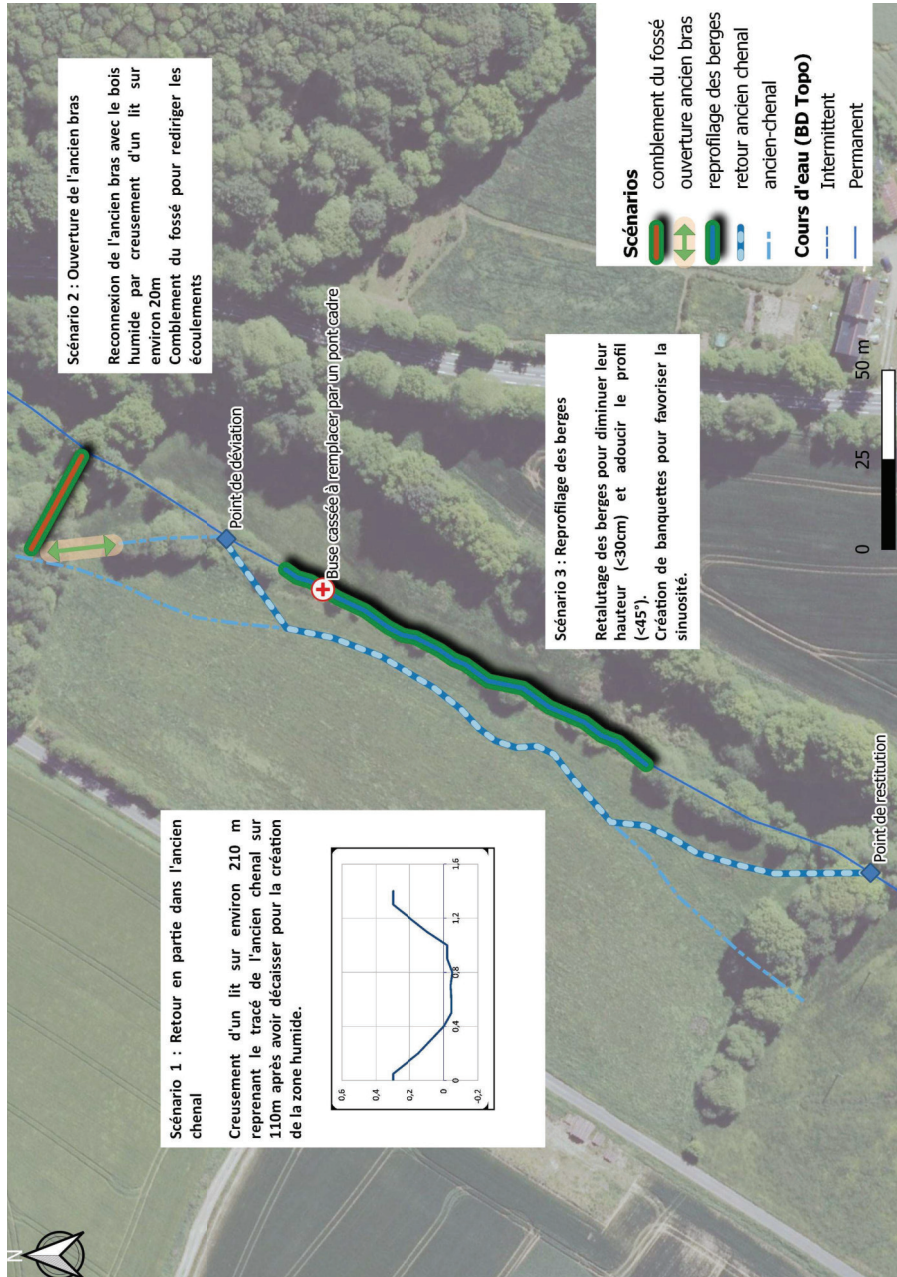 N
Scénario 1 : Retour en partie dans l'ancien
chenal
Creusement d'un lit sur environ 210 m
reprenant le tracé de l'ancien chenal sur
110m après avoir décaisser pour la création
de la zone humide.
0,6
0,4
0,2
0
-0,2
0
0,4
0,8
1,2
1,6
Scénario 2 : Ouverture de l'ancien bras
Reconnexion de l'ancien bras avec le bois
humide par creusement d'un lit sur
environ 20m
Comblement du fossé pour rediriger les
écoulements
Point de déviation
Buse cassée à remplacer par un pont cadre
Scénario 3 : Reprofilage des berges
Retalutage des berges pour diminuer leur
hauteur (<30cm) et adoucir le profil
(<45°).
Création de banquettes pour favoriser la
sinuosité.
Point de restitution
0 25 50 m
Scénarios
comblement du fossé
ouverture ancien bras
reprofilage des berges
retour ancien chenal
ancien-chenal
Cours d'eau (BD Topo)
Intermittent
Permanent